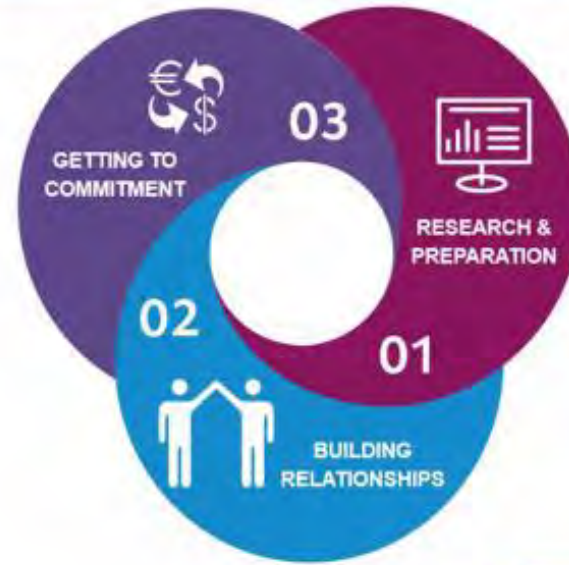 01
RESEARCH &
PREPARATION
02
BUILDING
RELATIONSHIPS
03
GETTING TO
COMMITMENT
€
$